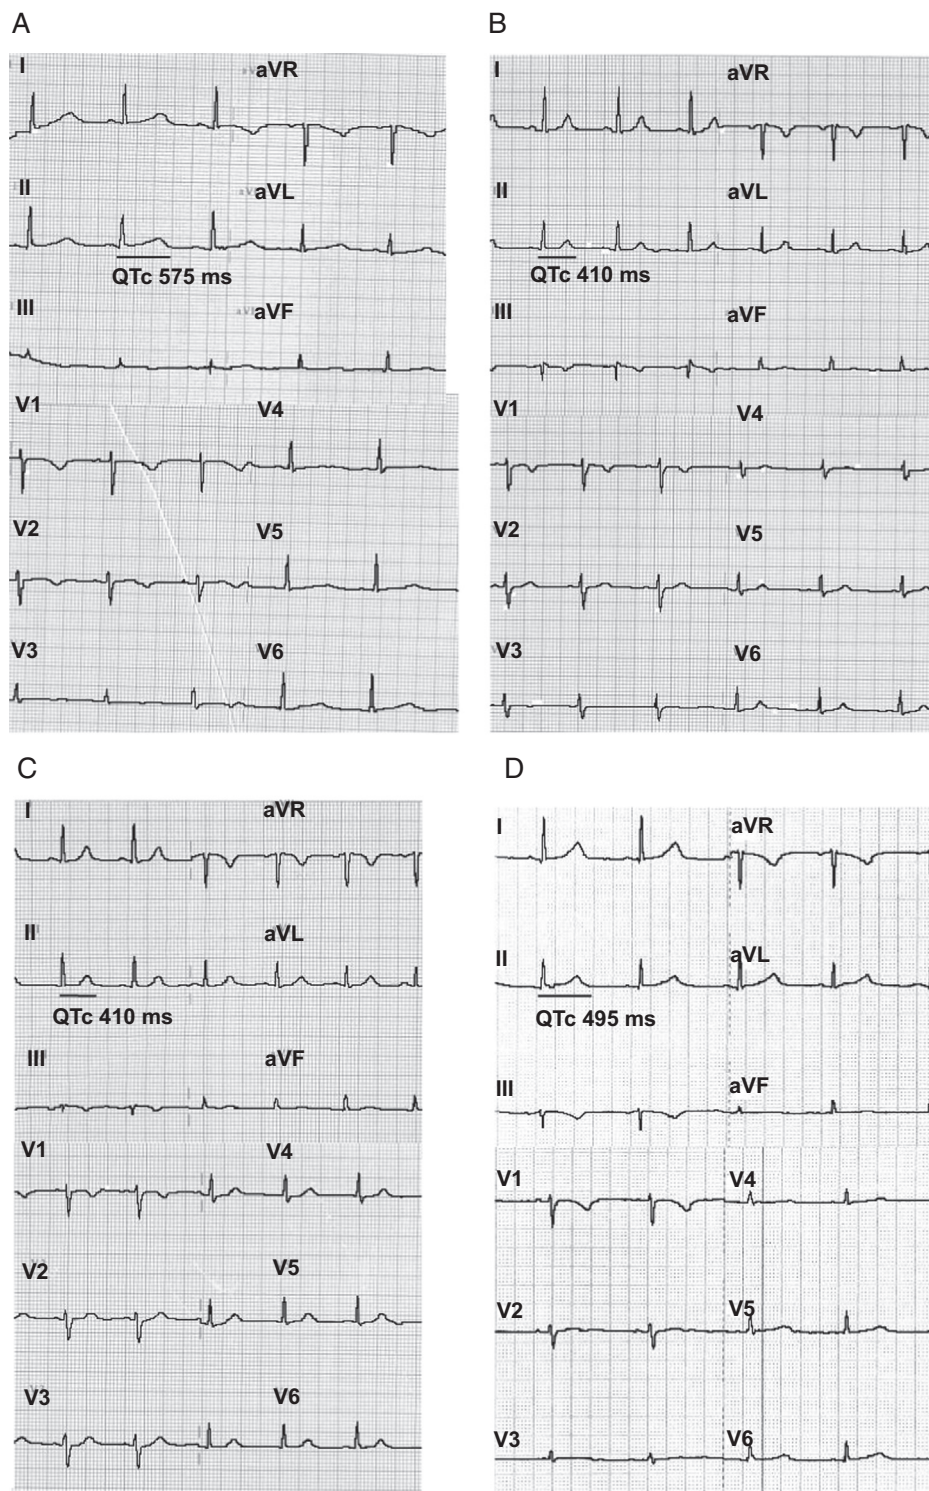 A
B
I
aVR
II
aVL
QTc 575 ms
III
aVF
V1
V4
V2
V5
V3
V6
I
aVR
II
aVL
QTc 410 ms
III
aVF
V1
V4
V2
V5
V3
V6
C
D
I
aVR
II
aVL
QTc 410 ms
III
aVF
V1
V4
V2
V5
V3
V6
I
aVR
II
aVL
QTc 495 ms
III
aVF
V1
V4
V2
V5
V3
V6